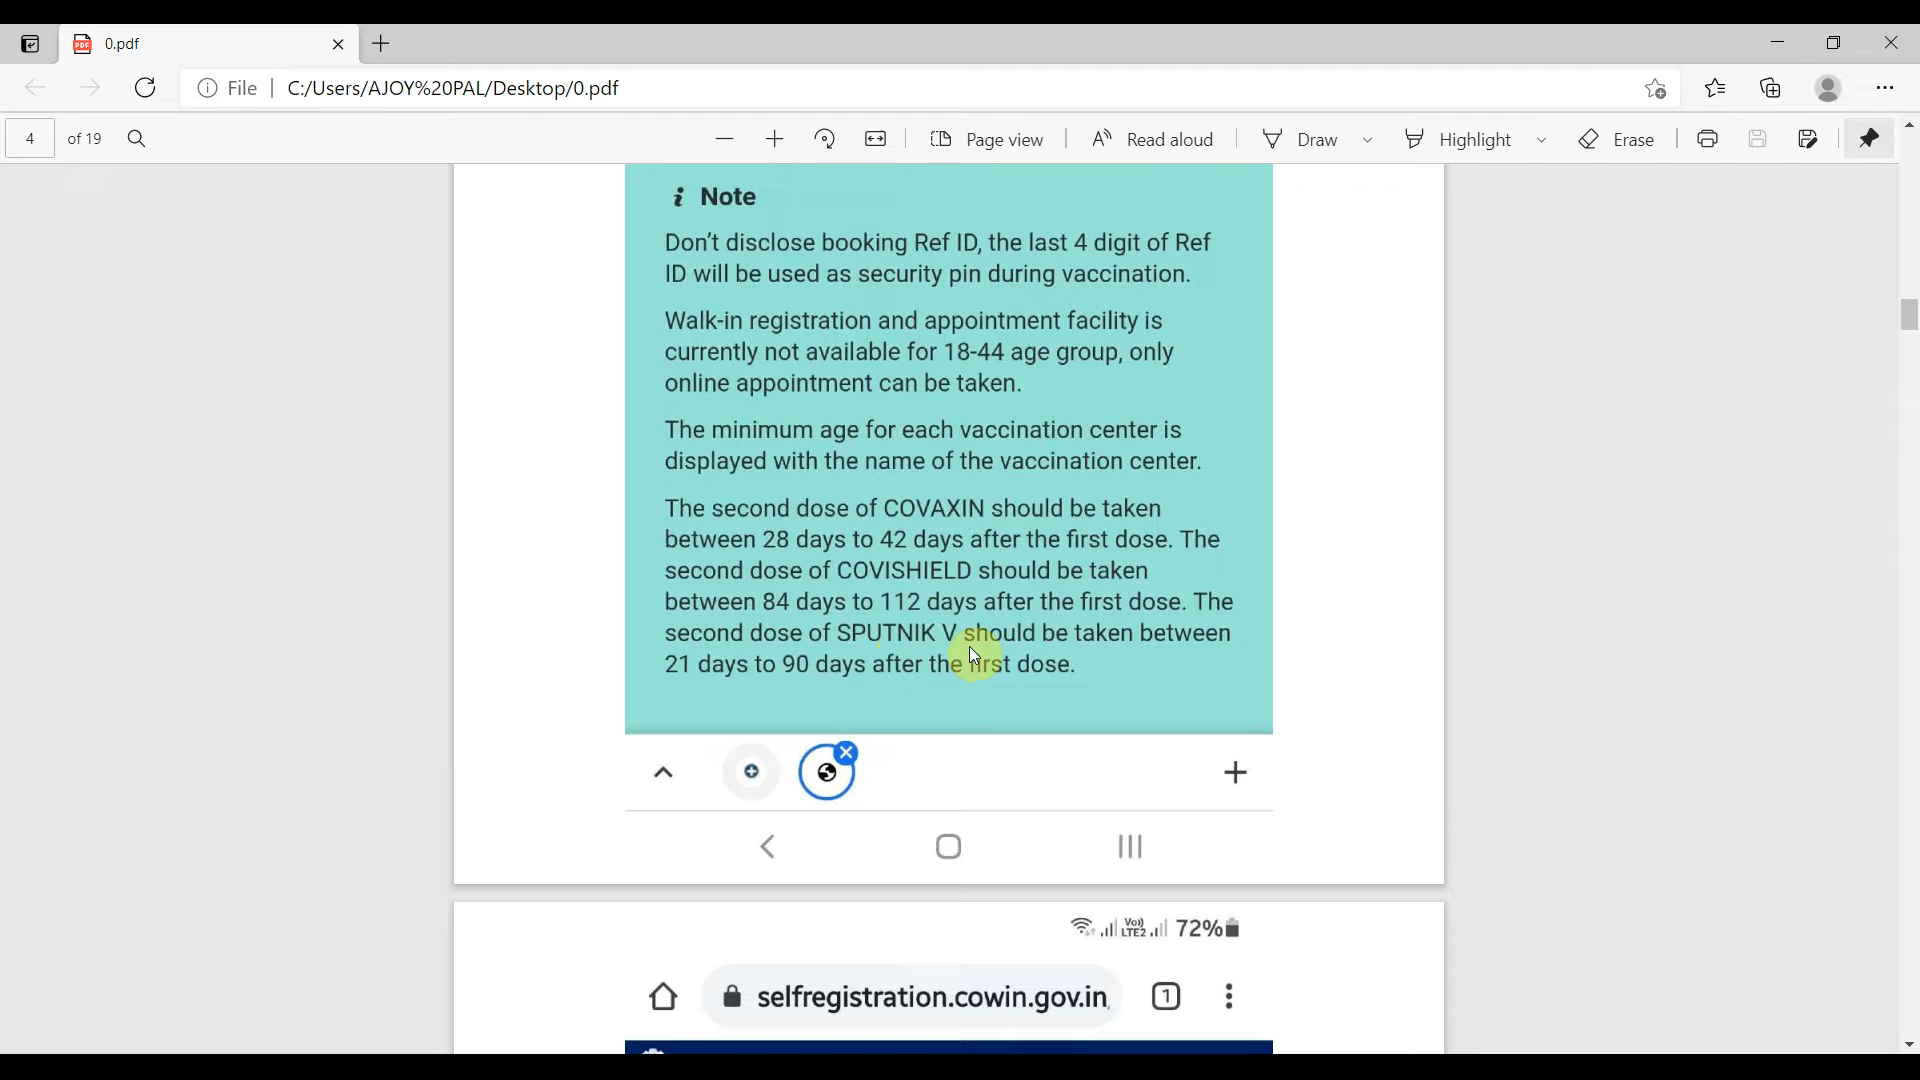 0.pdf
File
C:/Users/AJOY%20PAL/Desktop/0.pdf
4 of 19
Page view
Read aloud
Draw
Highlight
Erase
i Note
Don't disclose booking Ref ID, the last 4 digit of Ref
ID will be used as security pin during vaccination.
Walk-in registration and appointment facility is
currently not available for 18-44 age group, only
online appointment can be taken.
The minimum age for each vaccination center is
displayed with the name of the vaccination center.
The second dose of COVAXIN should be taken
between 28 days to 42 days after the first dose. The
second dose of COVISHIELD should be taken
between 84 days to 112 days after the first dose. The
second dose of SPUTNIK V should be taken between
21 days to 90 days after the first dose.
Vo)) LTE2 72%
selfregistration.cowin.gov.in
1